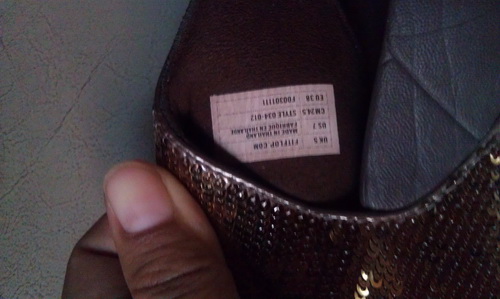 UK 5 FITFLOP.COM
US 7 MADE IN THAILAND
FABRIQUE EN THAILANDE
CM24.5 STYLE 034-017
EU 38 F00301111